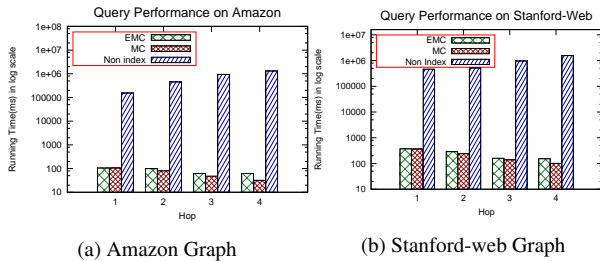 Query Performance on Amazon
Running Time(ms) in log scale
1e+08
1e+07
1e+06
100000
10000
1000
100
10
EMC
MC
Non index
1 2 3 4
Hop
(a) Amazon Graph
Query Performance on Stanford-Web
Running Time(ms) in log scale
1e+07
1e+06
100000
10000
1000
100
10
EMC
MC
Non Index
1 2 3 4
Hop
(b) Stanford-web Graph